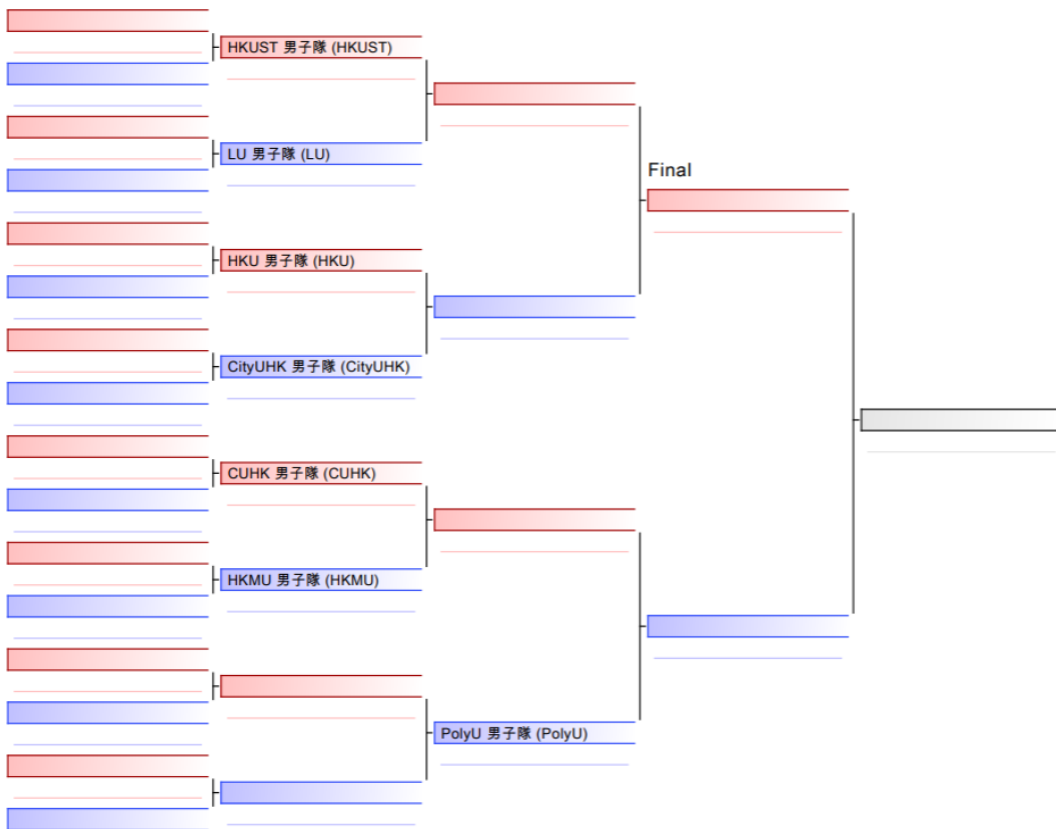 HKUST 男子隊 (HKUST)
LU 男子隊 (LU)
Final
HKU 男子隊 (HKU)
CityUHK 男子隊 (CityUHK)
CUHK 男子隊 (CUHK)
HKMU 男子隊 (HKMU)
PolyU 男子隊 (PolyU)